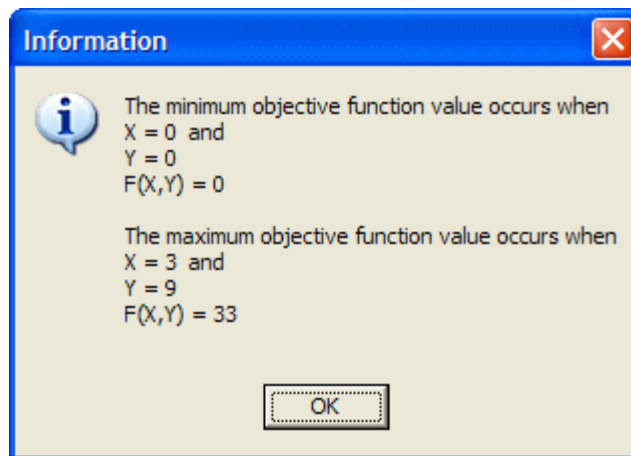 Information
The minimum objective function value occurs when
X = 0 and
Y = 0
F(X,Y) = 0
The maximum objective function value occurs when
X = 3 and
Y = 9
F(X,Y) = 33
OK